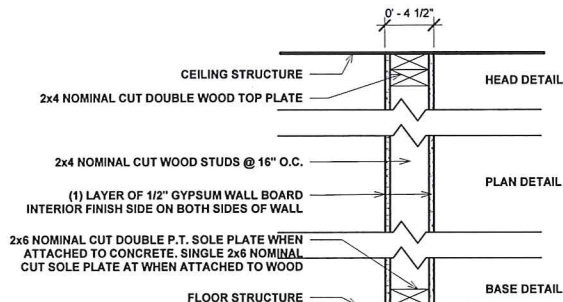 0' - 4 1/2"
CEILING STRUCTURE
HEAD DETAIL
2x4 NOMINAL CUT DOUBLE WOOD TOP PLATE
2x4 NOMINAL CUT WOOD STUDS @ 16" O.C.
PLAN DETAIL
(1) LAYER OF 1/2" GYPSUM WALL BOARD
INTERIOR FINISH SIDE ON BOTH SIDES OF WALL
2x6 NOMINAL CUT DOUBLE P.T. SOLE PLATE WHEN
ATTACHED TO CONCRETE. SINGLE 2x6 NOMINAL
CUT SOLE PLATE AT WHEN ATTACHED TO WOOD
BASE DETAIL
FLOOR STRUCTURE